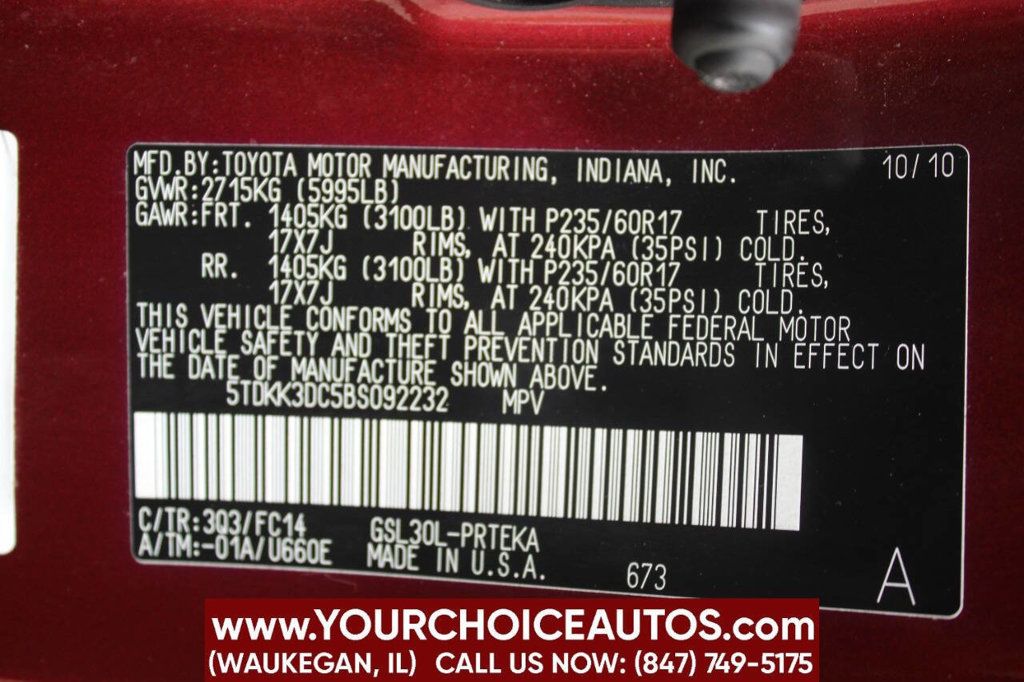 MFD.BY:TOYOTA MOTOR MANUFACTURING, INDIANA, INC. 10/10
GVWR:2715KG (5995LB)
GAWR:FRT. 1405KG (3100LB) WITH P235/60R17 TIRES,
17X7J RIMS, AT 240KPA (35PSI) COLD.
RR. 1405KG (3100LB) WITH P235/60R17 TIRES,
17X7J RIMS, AT 240KPA (35PSI) COLD.
THIS VEHICLE CONFORMS TO ALL APPLICABLE FEDERAL MOTOR
VEHICLE SAFETY AND THEFT PREVENTION STANDARDS IN EFFECT ON
THE DATE OF MANUFACTURE SHOWN ABOVE.
5TDKK3DC5BS092232 MPV
C/TR:3Q3/FC14 GSL30L-PRTEKA
A/TM:-01A/U660E MADE IN U.S.A. 673 A
www.YOURCHOICEAUTOS.com
(WAUKEGAN, IL) CALL US NOW: (847) 749-5175